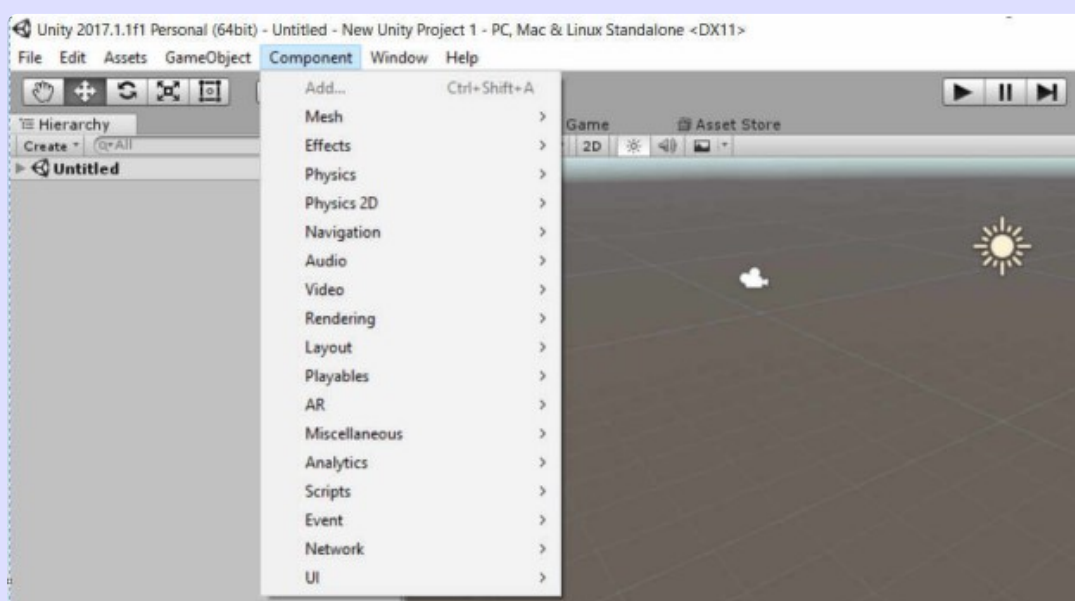 Unity 2017.1.1f1 Personal (64bit) - Untitled - New Unity Project 1 - PC, Mac & Linux Standalone <DX11>
File Edit Assets GameObject Component Window Help
Add... Ctrl+Shift+A
Hierarchy
Game Asset Store
Create All
2D
Untitled
Mesh
Effects
Physics
Physics 2D
Navigation
Audio
Video
Rendering
Layout
Playables
AR
Miscellaneous
Analytics
Scripts
Event
Network
UI